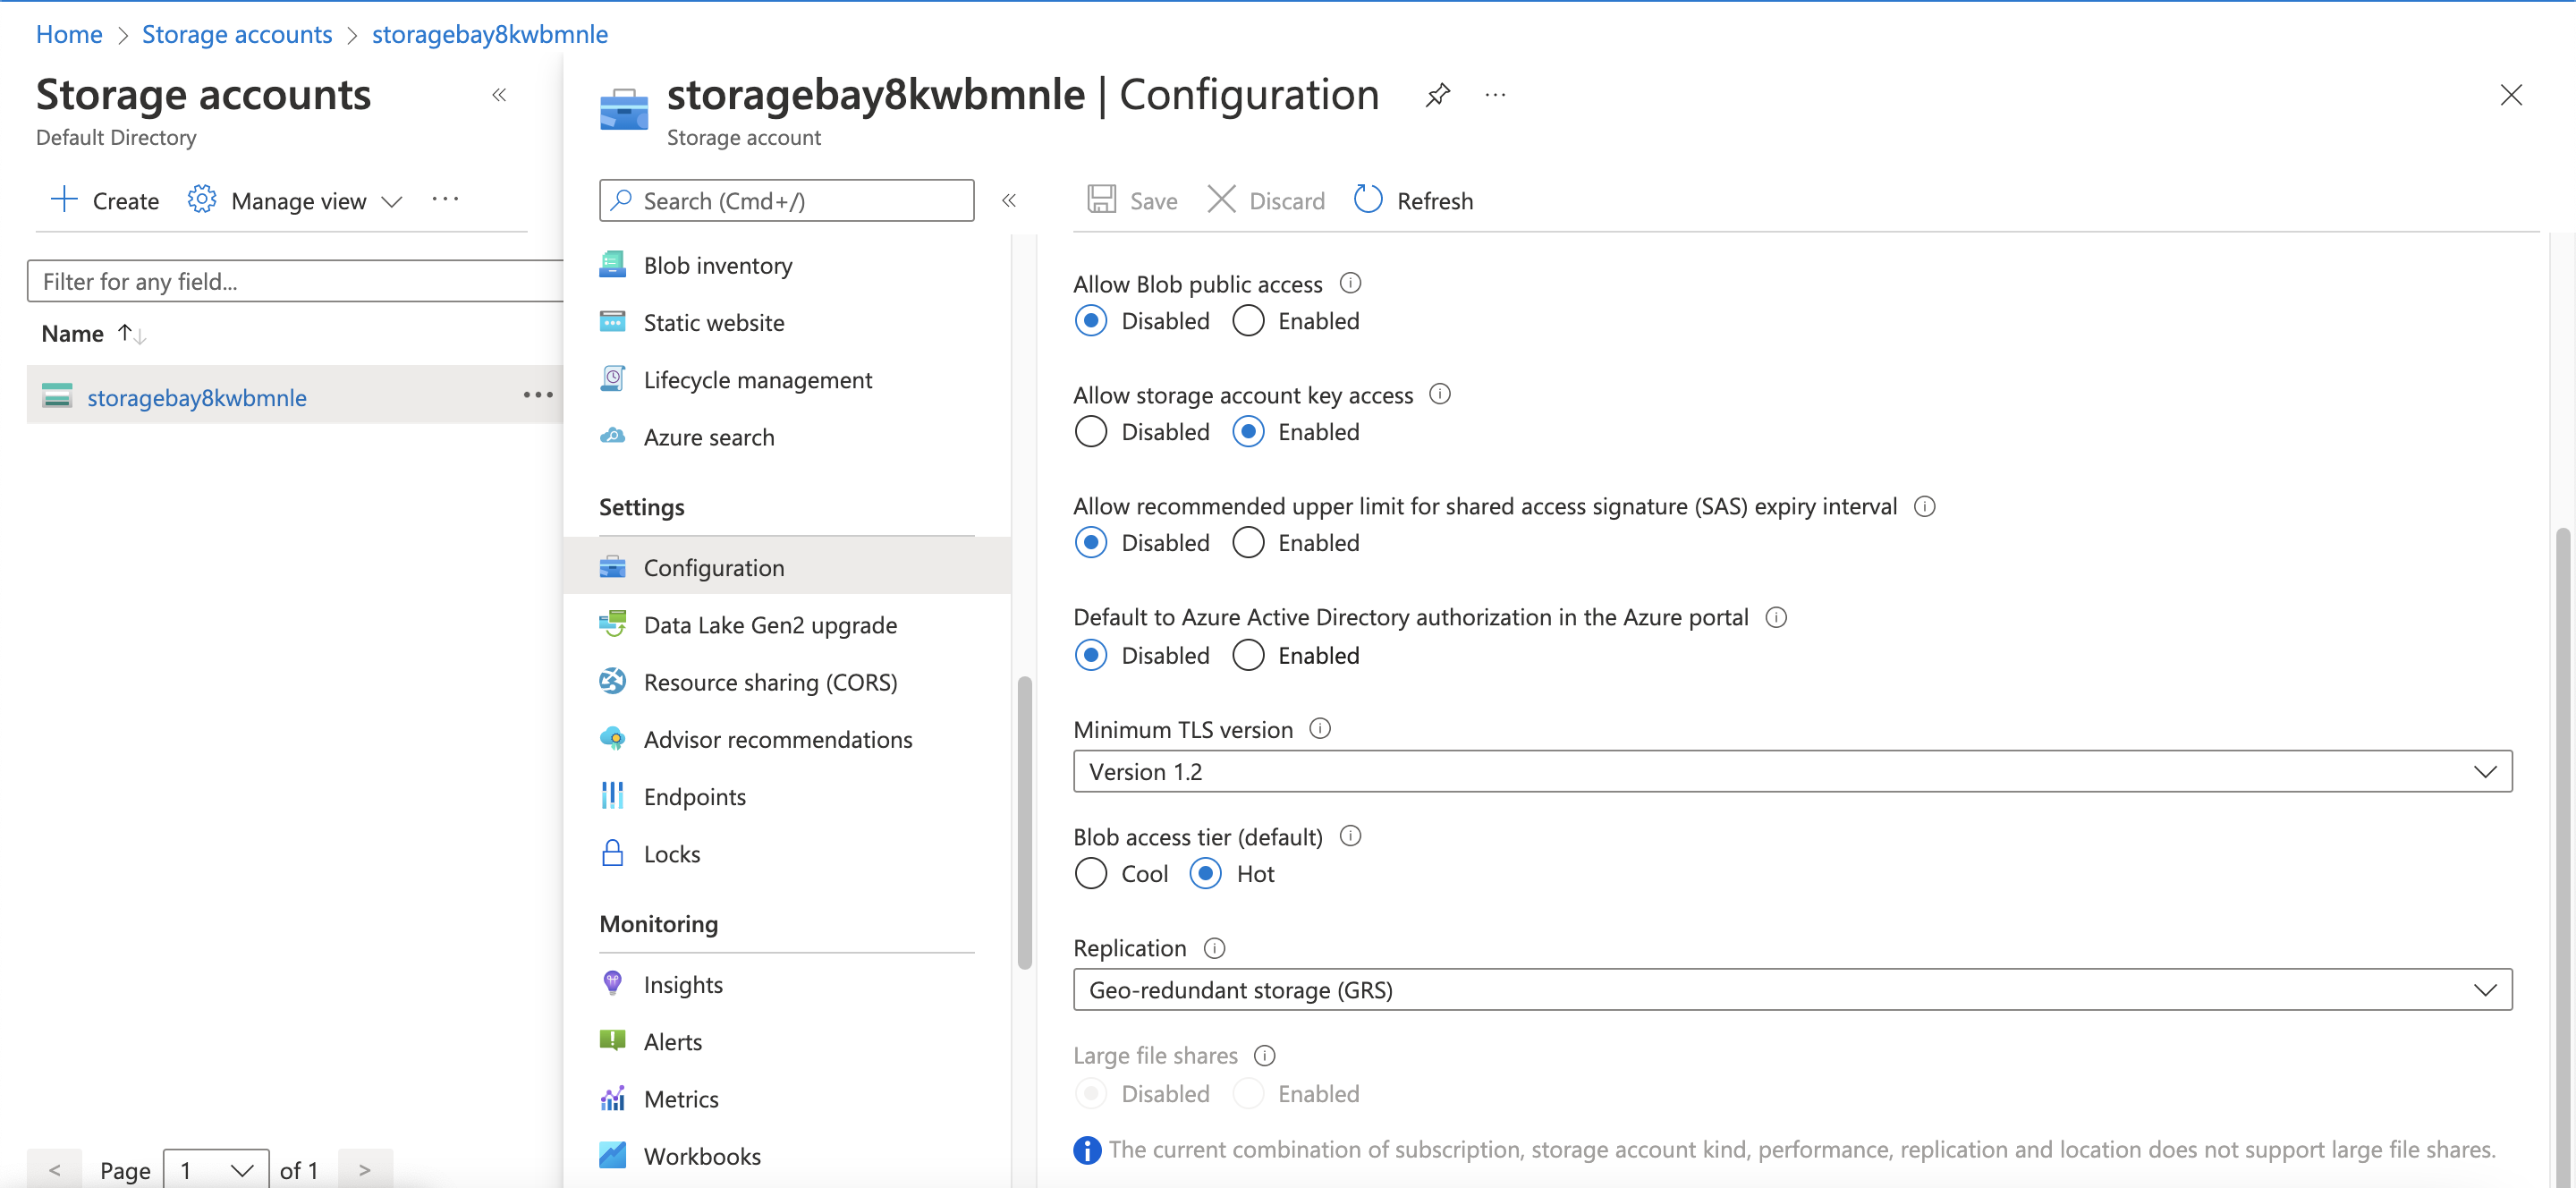 Home > Storage accounts > storagebay8kwbmnle
Storage accounts «
Default Directory
+ Create Manage view ...
Filter for any field...
Name ↑↓
storagebay8kwbmnle ...
< Page 1 of 1 >
storagebay8kwbmnle | Configuration ...
Storage account
Search (Cmd+/) «
Blob inventory
Static website
Lifecycle management
Azure search
Settings
Configuration
Data Lake Gen2 upgrade
Resource sharing (CORS)
Advisor recommendations
Endpoints
Locks
Monitoring
Insights
Alerts
Metrics
Workbooks
Save Discard Refresh
Allow Blob public access
Disabled Enabled
Allow storage account key access
Disabled Enabled
Allow recommended upper limit for shared access signature (SAS) expiry interval
Disabled Enabled
Default to Azure Active Directory authorization in the Azure portal
Disabled Enabled
Minimum TLS version
Version 1.2
Blob access tier (default)
Cool Hot
Replication
Geo-redundant storage (GRS)
Large file shares
Disabled Enabled
The current combination of subscription, storage account kind, performance, replication and location does not support large file shares.